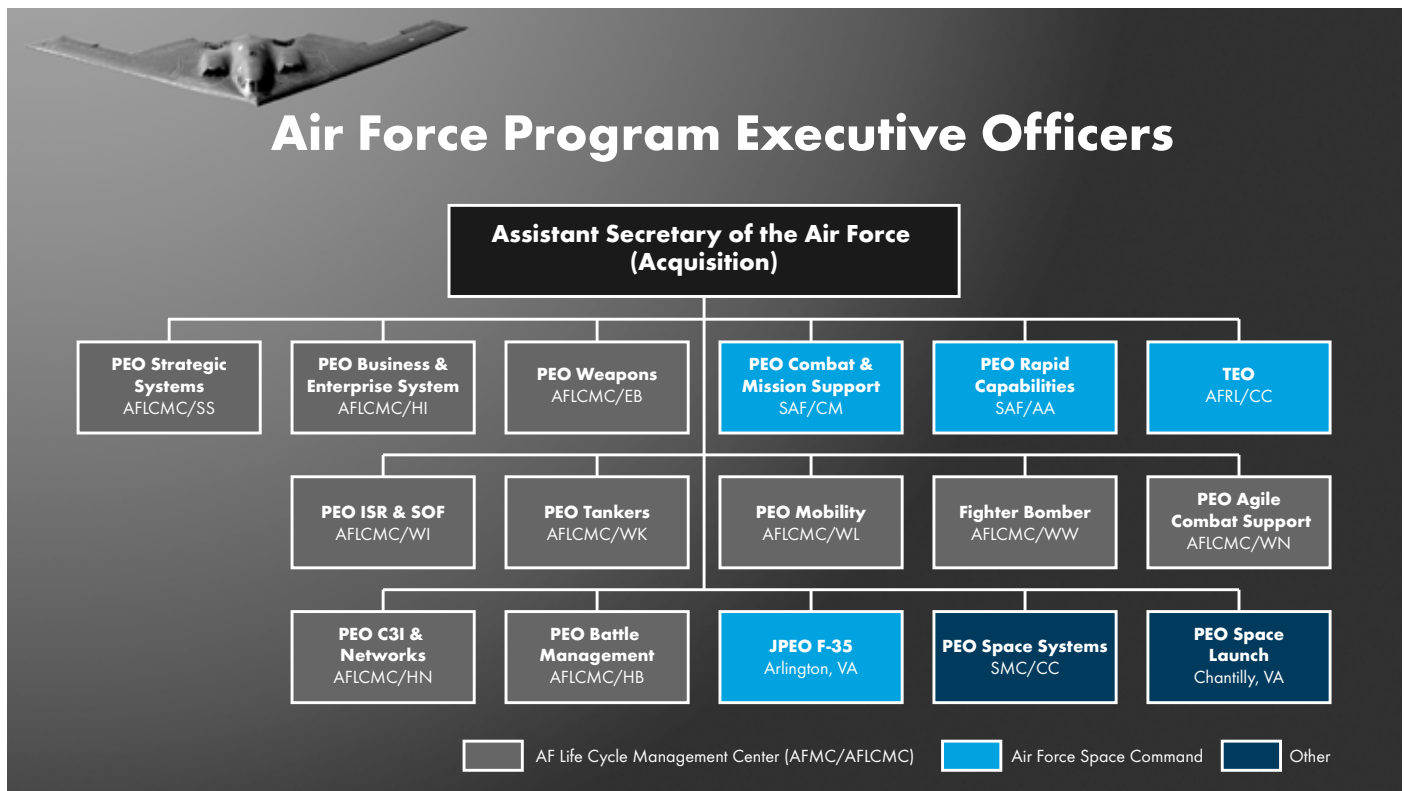 Air Force Program Executive Officers
Assistant Secretary of the Air Force
(Acquisition)
PEO Strategic
Systems
AFLCMC/SS
PEO Business &
Enterprise System
AFLCMC/HI
PEO Weapons
AFLCMC/EB
PEO Combat &
Mission Support
SAF/CM
PEO Rapid
Capabilities
SAF/AA
TEO
AFRL/CC
PEO ISR & SOF
AFLCMC/WI
PEO Tankers
AFLCMC/WK
PEO Mobility
AFLCMC/WL
Fighter Bomber
AFLCMC/WW
PEO Agile
Combat Support
AFLCMC/WN
PEO C3I &
Networks
AFLCMC/HN
PEO Battle
Management
AFLCMC/HB
JPEO F-35
Arlington, VA
PEO Space Systems
SMC/CC
PEO Space
Launch
Chantilly, VA
AF Life Cycle Management Center (AFMC/AFLCMC)
Air Force Space Command
Other